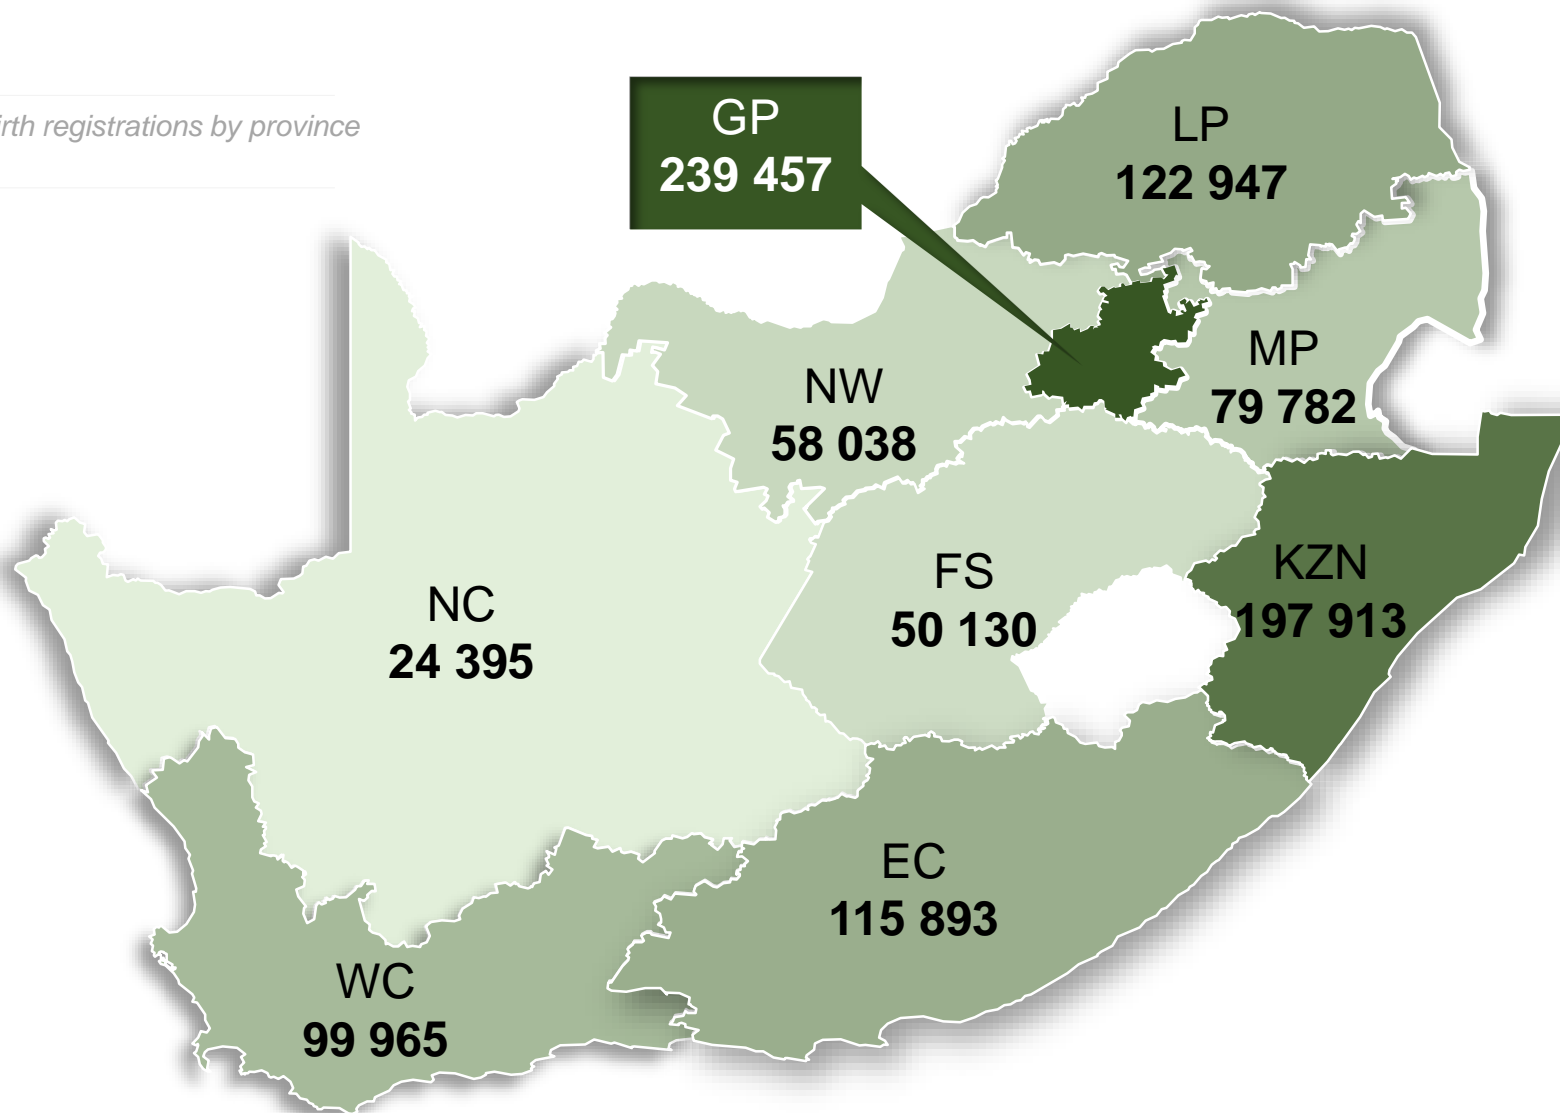 irth registrations by province
GP
239 457
LP
122 947
MP
79 782
NW
58 038
FS
50 130
KZN
197 913
NC
24 395
EC
115 893
WC
99 965